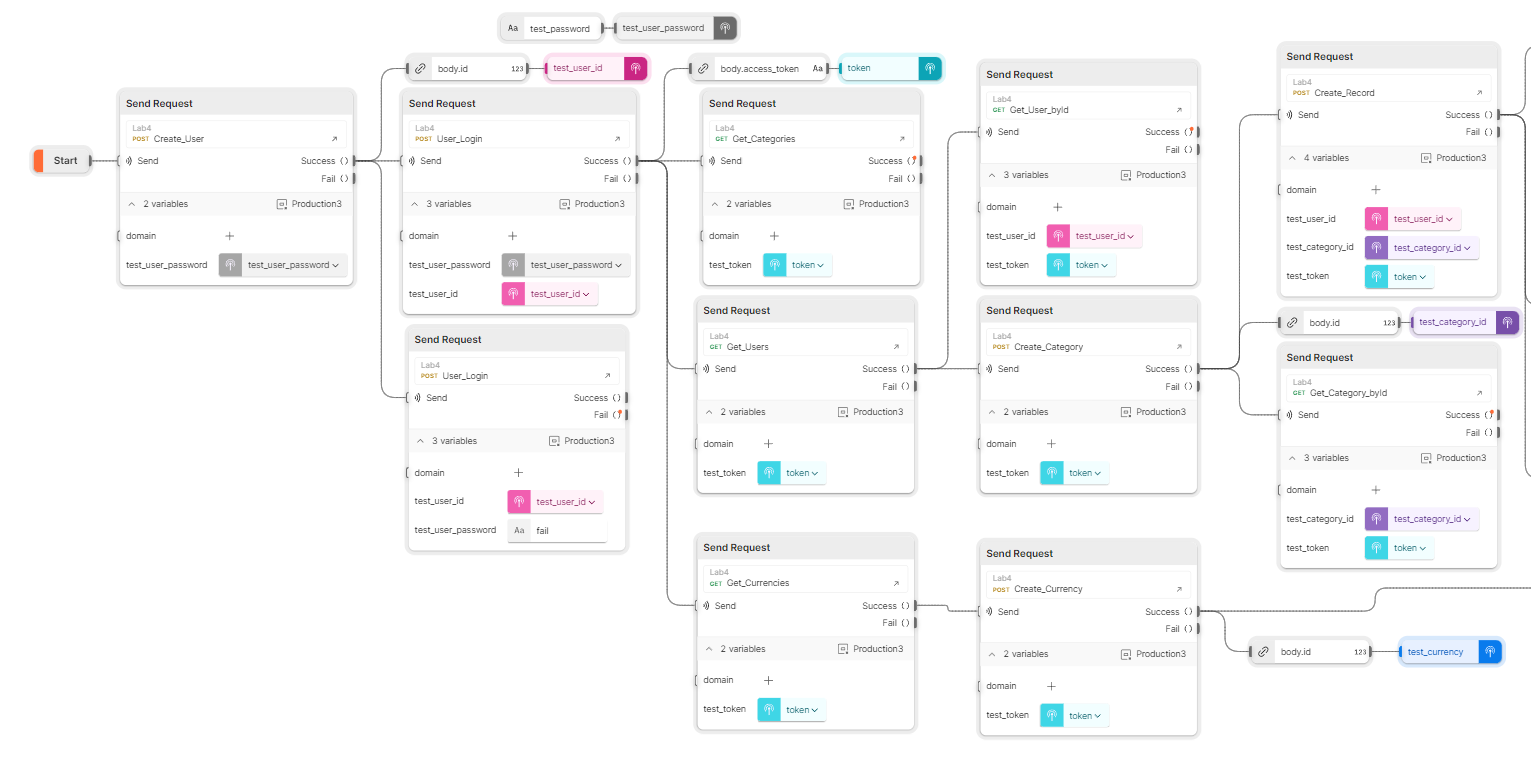 Aa test_password test_user_password
body.id 123 test_user_id
body.access_token Aa token
Start
Send Request
Lab4
POST Create_User
Send Success ()
Fail ()
2 variables Production3
domain
test_user_password test_user_password
Send Request
Lab4
POST User_Login
Send Success ()
Fail ()
3 variables Production3
domain
test_user_password test_user_password
test_user_id test_user_id
Send Request
Lab4
POST User_Login
Send Success ()
Fail ()
3 variables Production3
domain
test_user_id test_user_id
test_user_password Aa fail
Send Request
Lab4
GET Get_Categories
Send Success ()
Fail ()
2 variables Production3
domain
test_token token
Send Request
Lab4
GET Get_Users
Send Success ()
Fail ()
2 variables Production3
domain
test_token token
Send Request
Lab4
GET Get_Currencies
Send Success ()
Fail ()
2 variables Production3
domain
test_token token
Send Request
Lab4
GET Get_User_byId
Send Success ()
Fail ()
3 variables Production3
domain
test_user_id test_user_id
test_token token
Send Request
Lab4
POST Create_Category
Send Success ()
Fail ()
2 variables Production3
domain
test_token token
Send Request
Lab4
POST Create_Currency
Send Success ()
Fail ()
2 variables Production3
domain
test_token token
Send Request
Lab4
POST Create_Record
Send Success ()
Fail ()
4 variables Production3
domain
test_user_id test_user_id
test_category_id test_category_id
test_token token
body.id 123 test_category_id
Send Request
Lab4
GET Get_Category_byId
Send Success ()
Fail ()
3 variables Production3
domain
test_category_id test_category_id
test_token token
body.id 123 test_currency